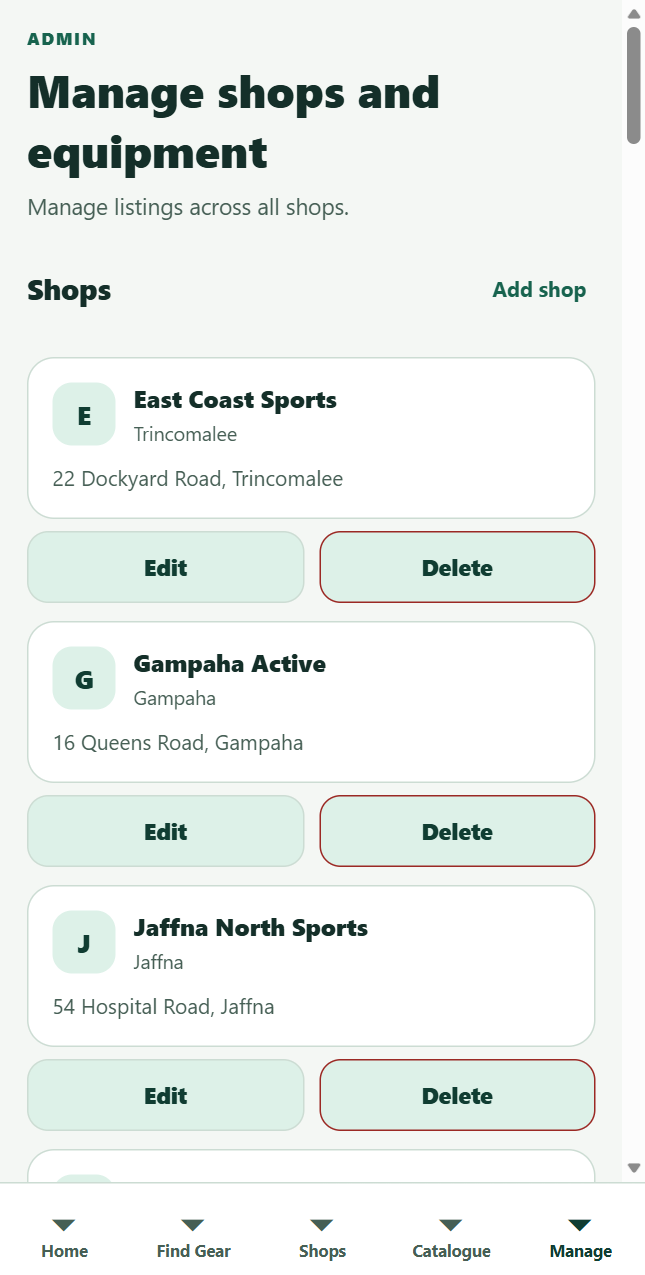 ADMIN
Manage shops and
equipment
Manage listings across all shops.
Shops
Add shop
E
East Coast Sports
Trincomalee
22 Dockyard Road, Trincomalee
Edit
Delete
G
Gampaha Active
Gampaha
16 Queens Road, Gampaha
Edit
Delete
J
Jaffna North Sports
Jaffna
54 Hospital Road, Jaffna
Edit
Delete
Home
Find Gear
Shops
Catalogue
Manage